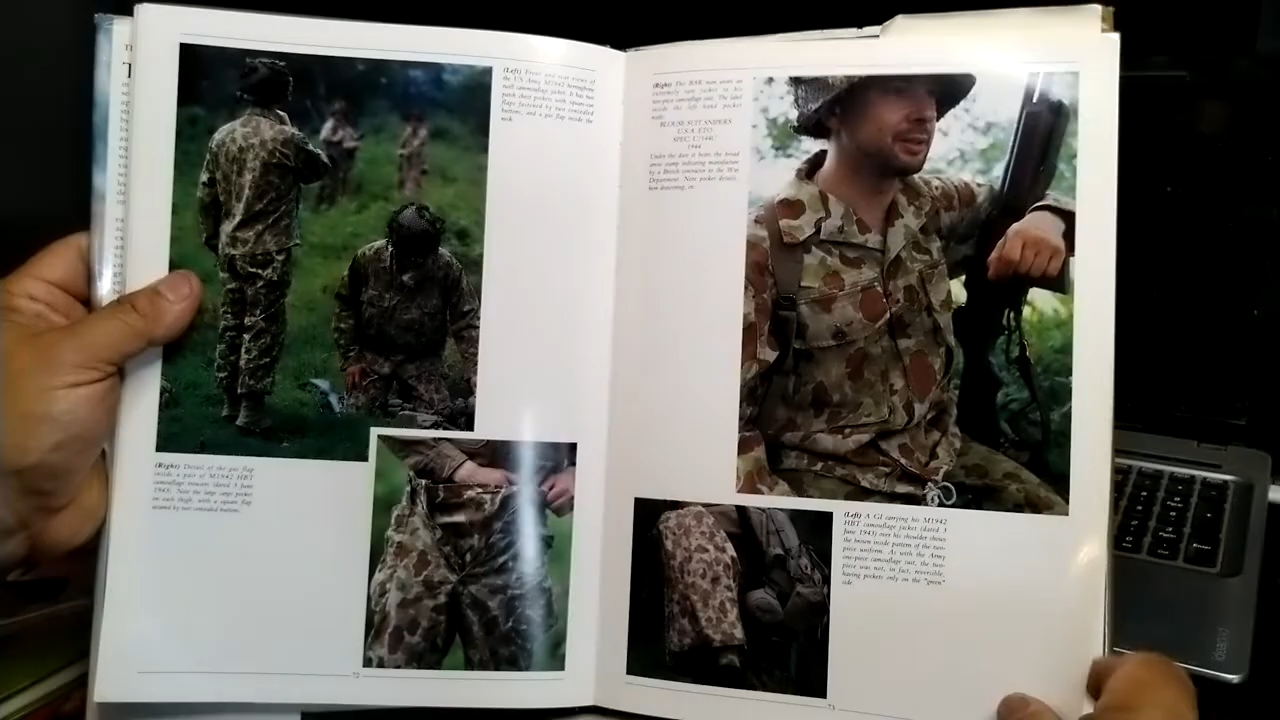 (Left) Front and rear views of
the US Army M1942 herringbone
twill camouflage jacket. It has two
patch chest pockets with square-cut
flaps fastened by two concealed
buttons, and a gas flap inside the
neck.
(Right) Detail of the gas flap
inside a pair of M1942 HBT
camouflage trousers (dated 3 June
1943). Note the large cargo pocket
on each thigh, with a square flap
secured by two concealed buttons.
72
(Right) This BAR man wears an
extremely rare jacket to his
two-piece camouflage suit. The label
inside the left hand pocket
reads:
BLOUSE SUIT SNIPERS
U.S.A. ETO
SPEC.
1944
Under the date it bears the broad
arrow stamp indicating manufacture
by a British contractor to the War
Department. Note pocket details,
hem drawstring, etc.
(Left) A GI carrying his M1942
HBT camouflage jacket (dated 3
June 1943) over his shoulder shows
the brown inside pattern of the two-
piece uniform. As with the Army
one-piece camouflage suit, the two-
piece was not, in fact, reversible,
having pockets only on the "green"
side.
73
ideapad